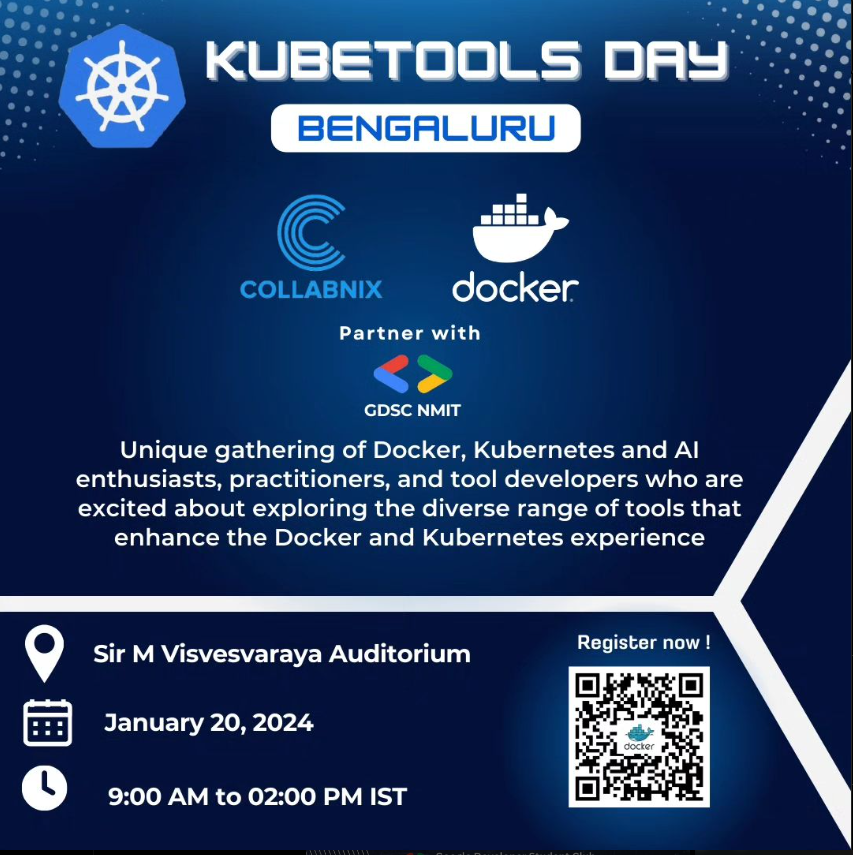 KUBETOOLS DAY
BENGALURU
COLLABNIX
docker
Partner with
GDSC NMIT
Unique gathering of Docker, Kubernetes and AI
enthusiasts, practitioners, and tool developers who are
excited about exploring the diverse range of tools that
enhance the Docker and Kubernetes experience
Register now !
Sir M Visvesvaraya Auditorium
January 20, 2024
docker
9:00 AM to 02:00 PM IST